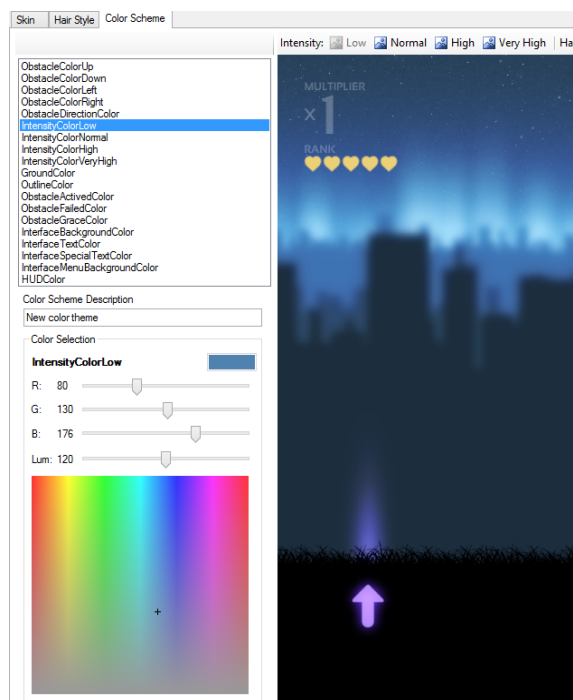 Skin Hair Style Color Scheme
Intensity: Low Normal High Very High Ha
ObstacleColorUp
ObstacleColorDown
ObstacleColorLeft
ObstacleColorRight
ObstacleDirectionColor
IntensityColorLow
IntensityColorNormal
IntensityColorHigh
IntensityColorVeryHigh
GroundColor
OutlineColor
ObstacleActivedColor
ObstacleFailedColor
ObstacleGraceColor
InterfaceBackgroundColor
InterfaceTextColor
InterfaceSpecialTextColor
InterfaceMenuBackgroundColor
HUDColor
Color Scheme Description
New color theme
Color Selection
IntensityColorLow
R: 80
G: 130
B: 176
Lum: 120
MULTIPLIER
x 1
RANK